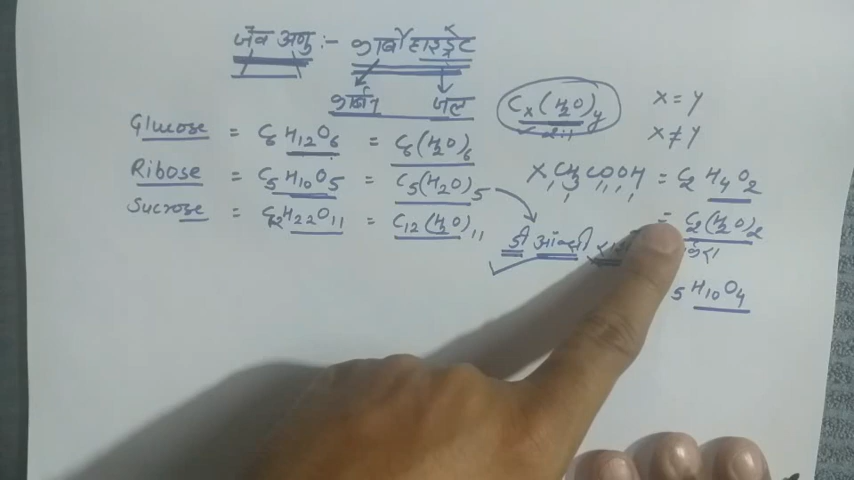 जैव अणु :- कार्बोहाइड्रेट
कार्बन जल
Cx(H2O)y x = y
x ≠ y
Glucose = C6H12O6 = C6(H2O)6
Ribose = C5H10O5 = C5(H2O)5
Sucrose = C12H22O11 = C12(H2O)11
X CH3COOH = C2H4O2
= C2(H2O)2
डी ऑक्सी
5H10O4